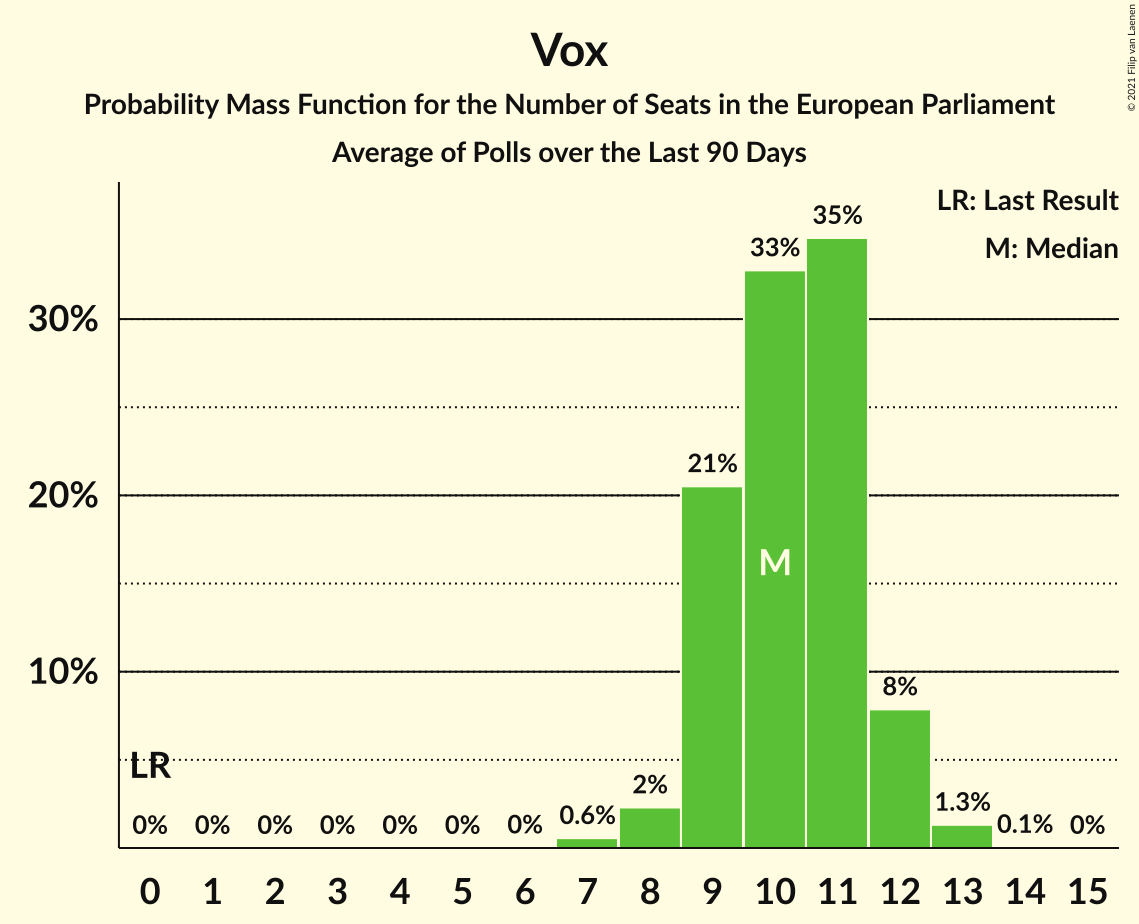 Vox
Probability Mass Function for the Number of Seats in the European Parliament
Average of Polls over the Last 90 Days
© 2021 Filip van Laenen
LR: Last Result
M: Median
35%
33%
30%
21%
20%
M
10%
8%
LR
2%
1.3%
0.6%
0% 0% 0% 0% 0% 0% 0% 0.1% 0%
0 1 2 3 4 5 6 7 8 9 10 11 12 13 14 15